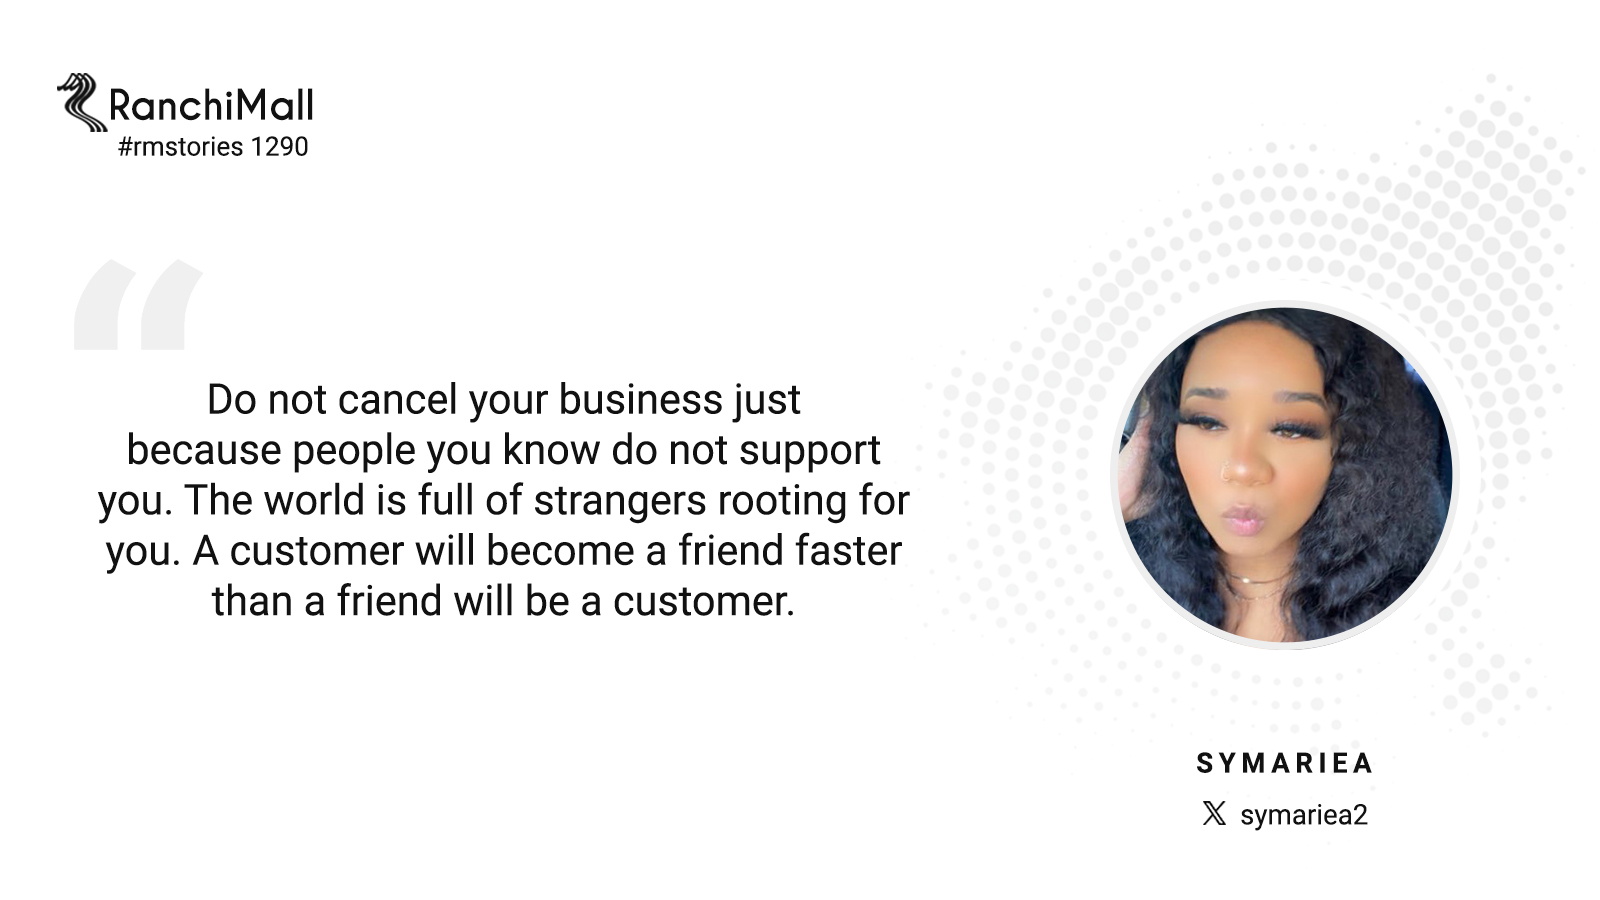 RanchiMall
#rmstories 1290
“
Do not cancel your business just
because people you know do not support
you. The world is full of strangers rooting for
you. A customer will become a friend faster
than a friend will be a customer.
SYMARIEA
𝕏 symariea2